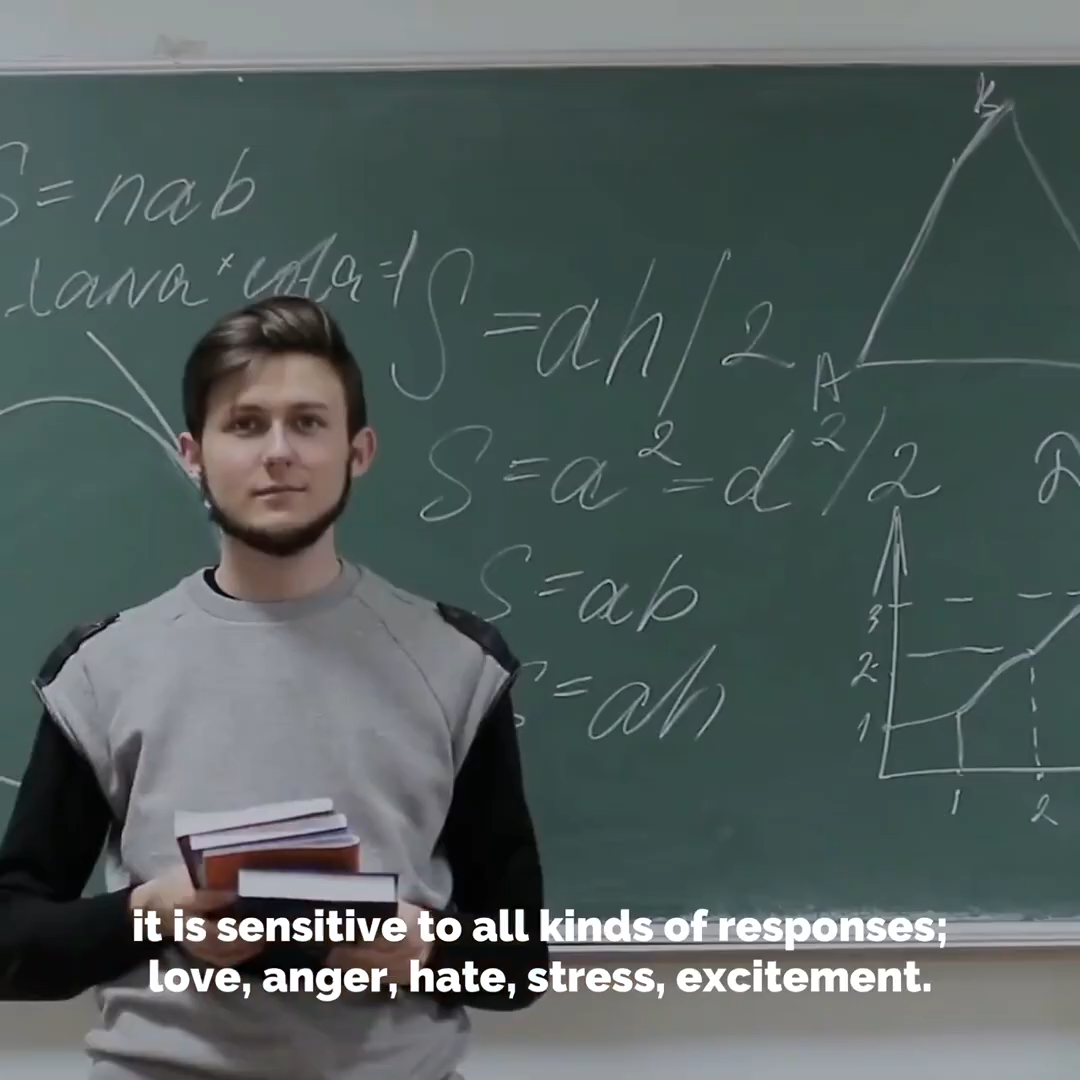 S = nab
S = ah/2
S = a² = d²/2
S = ab
S = ah
B
A
3
2
1
1
2
it is sensitive to all kinds of responses;
love, anger, hate, stress, excitement.